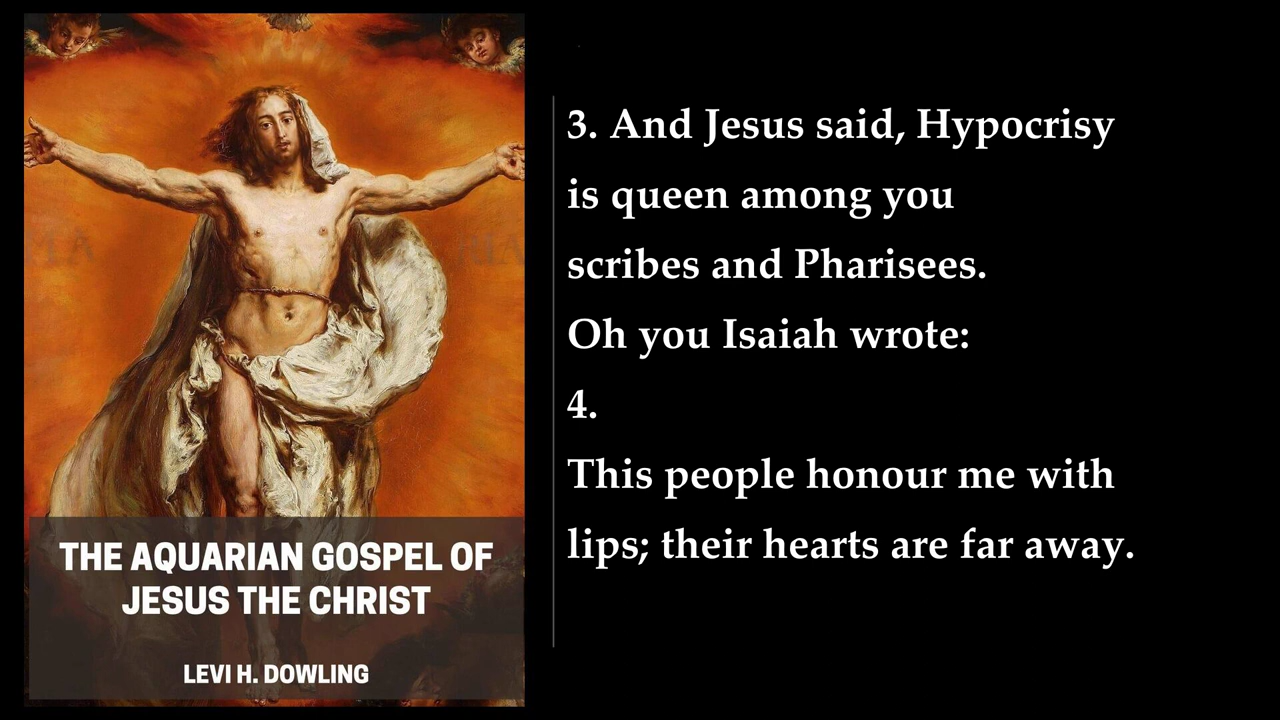 THE AQUARIAN GOSPEL OF
JESUS THE CHRIST
LEVI H. DOWLING
3. And Jesus said, Hypocrisy
is queen among you
scribes and Pharisees.
Oh you Isaiah wrote:
4.
This people honour me with
lips; their hearts are far away.